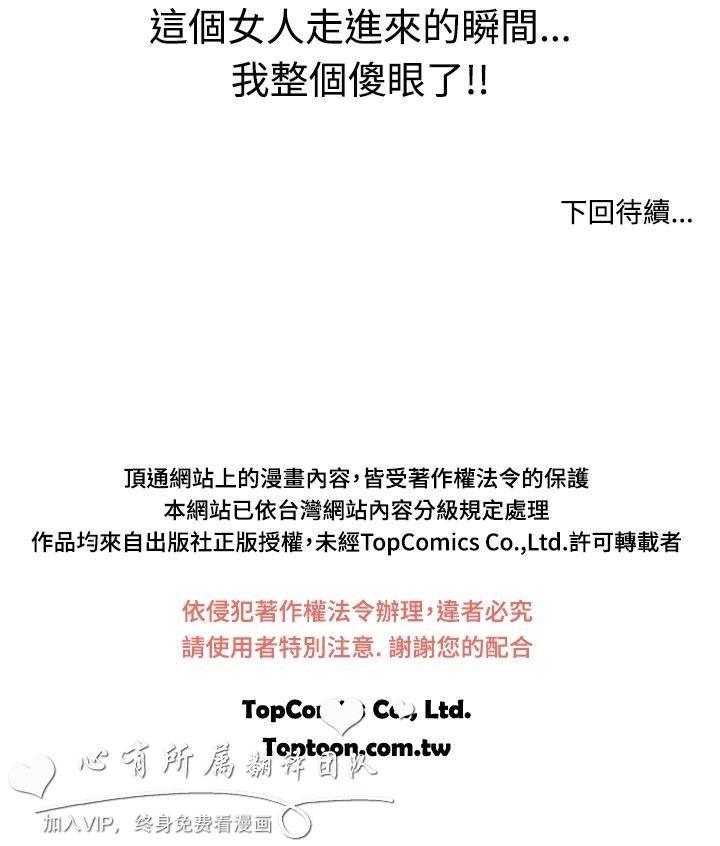 這個女人走進來的瞬間...
我整個傻眼了!!
下回待續...
頂通網站上的漫畫內容，皆受著作權法令的保護
本網站已依台灣網站內容分級規定處理
作品均來自出版社正版授權，未經TopComics Co.,Ltd.許可轉載者
依侵犯著作權法令辦理，違者必究
請使用者特別注意. 謝謝您的配合
TopComics Co., Ltd.
Toptoon.com.tw
心有所属翻译团队
加入VIP，终身免费看漫画